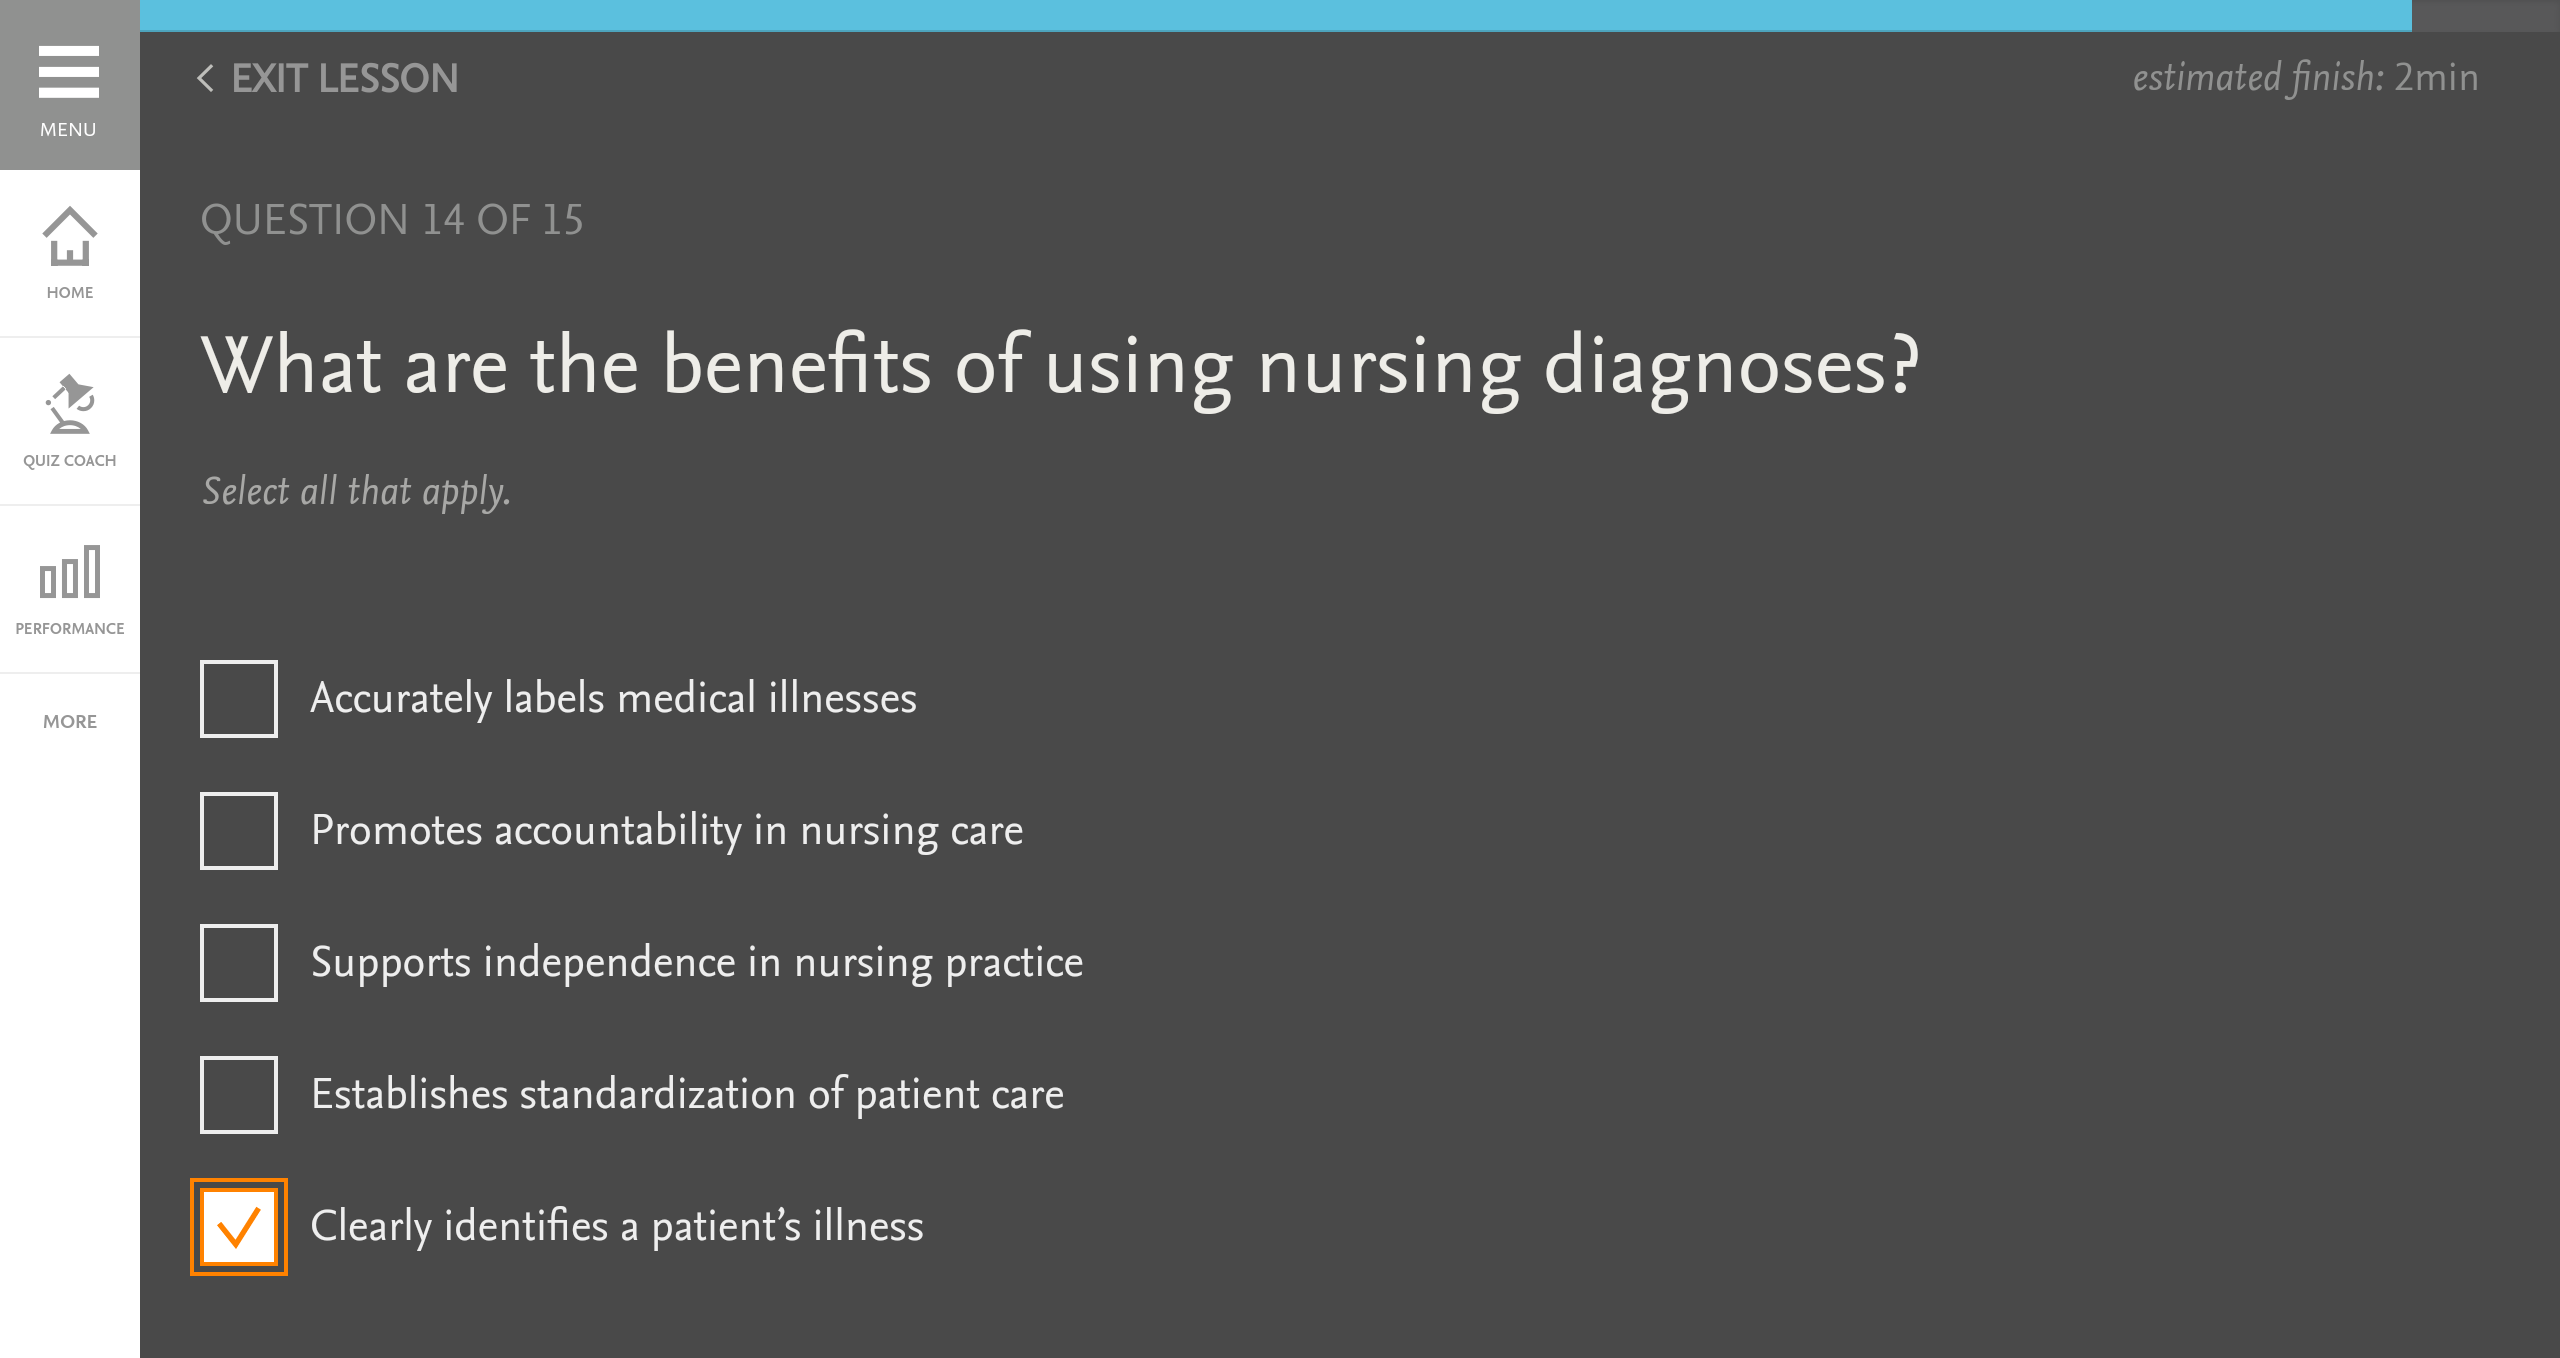 MENU
HOME
QUIZ COACH
PERFORMANCE
MORE
EXIT LESSON
estimated finish: 2min
QUESTION 14 OF 15
What are the benefits of using nursing diagnoses?
Select all that apply.
Accurately labels medical illnesses
Promotes accountability in nursing care
Supports independence in nursing practice
Establishes standardization of patient care
Clearly identifies a patient’s illness